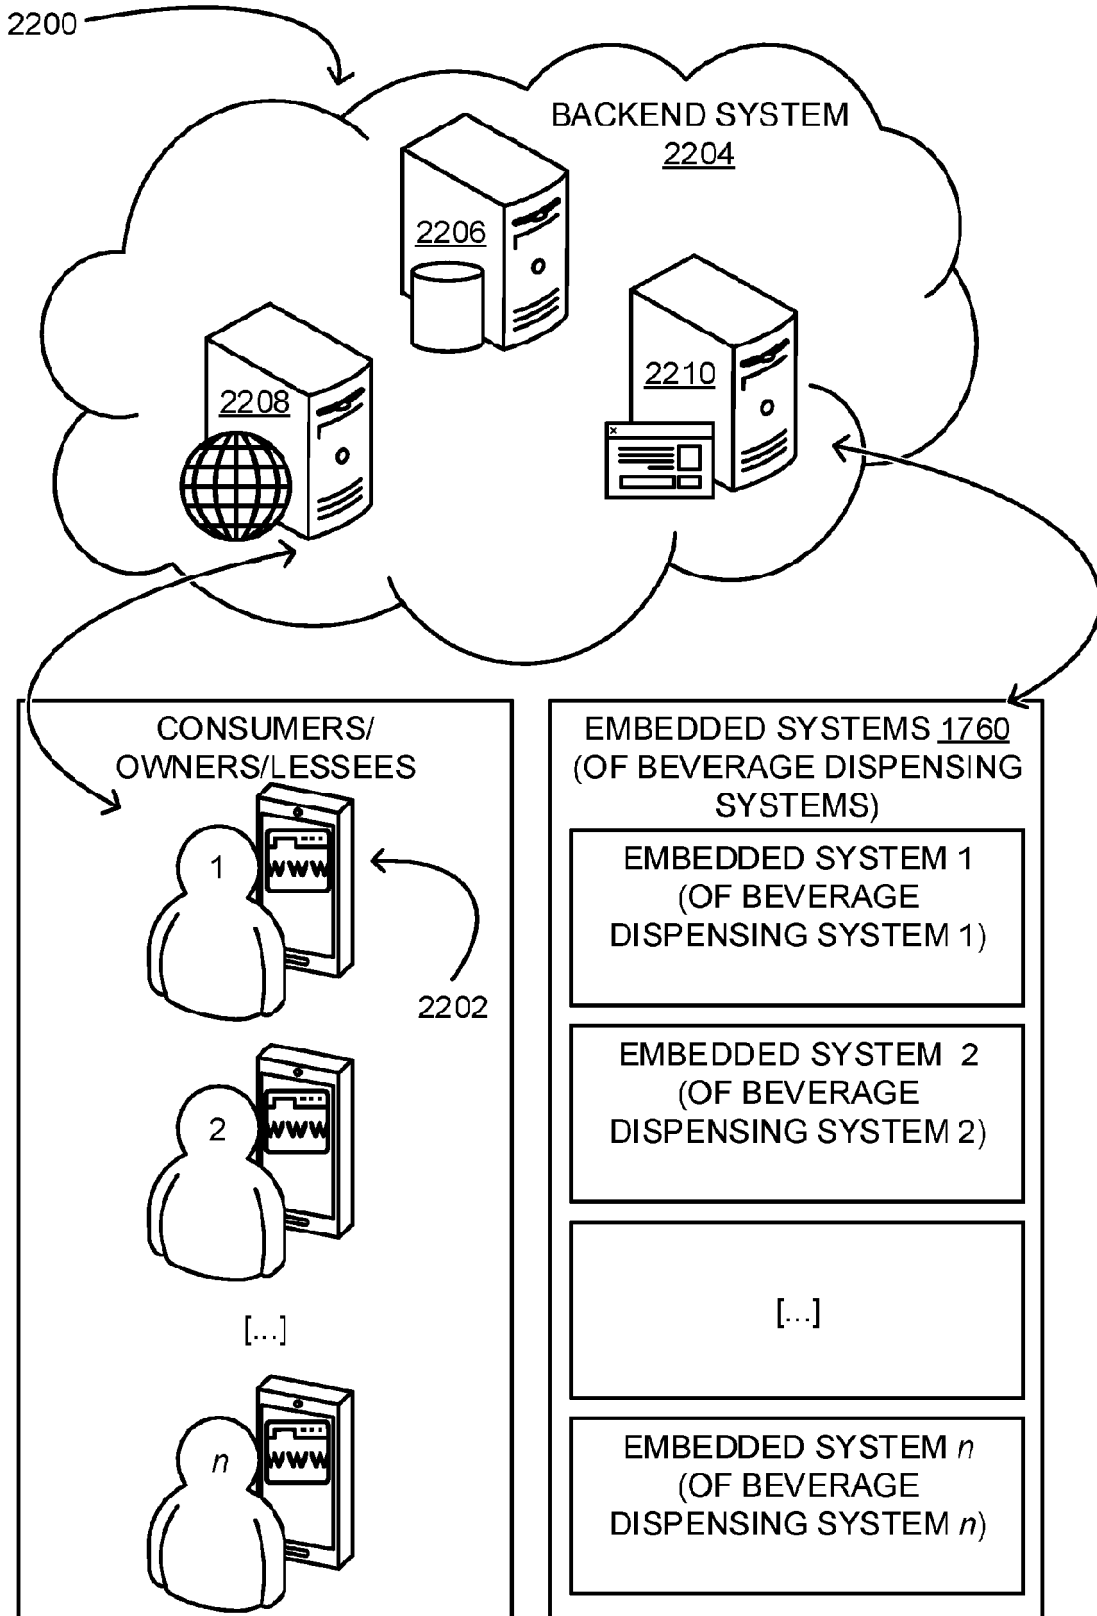 2200
BACKEND SYSTEM
2204
2206
2210
2208
CONSUMERS/
OWNERS/LESSEES
1
WWW
2202
2
WWW
[...]
n
WWW
EMBEDDED SYSTEMS 1760
(OF BEVERAGE DISPENSING
SYSTEMS)
EMBEDDED SYSTEM 1
(OF BEVERAGE
DISPENSING SYSTEM 1)
EMBEDDED SYSTEM 2
(OF BEVERAGE
DISPENSING SYSTEM 2)
[...]
EMBEDDED SYSTEM n
(OF BEVERAGE
DISPENSING SYSTEM n)